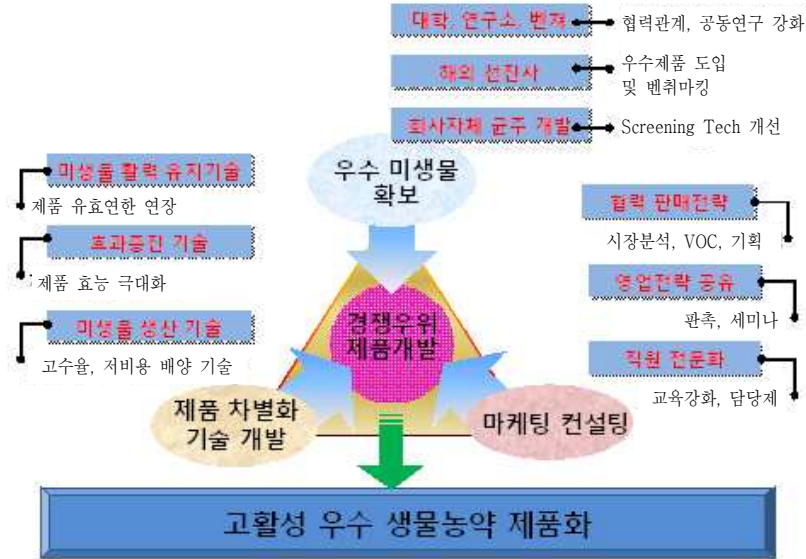 대학, 연구소, 벤쳐
협력관계, 공동연구 강화
해외 선진사
우수제품 도입
및 벤취마킹
회사자체 균주 개발
Screening Tech 개선
우수 미생물
확보
미생물 활력 유지기술
제품 유효연한 연장
효과증진 기술
제품 효능 극대화
미생물 생산 기술
고수율, 저비용 배양 기술
협력 판매전략
시장분석, VOC, 기획
영업전략 공유
판촉, 세미나
직원 전문화
교육강화, 담당제
경쟁우위
제품개발
제품 차별화
기술 개발
마케팅 컨설팅
고활성 우수 생물농약 제품화